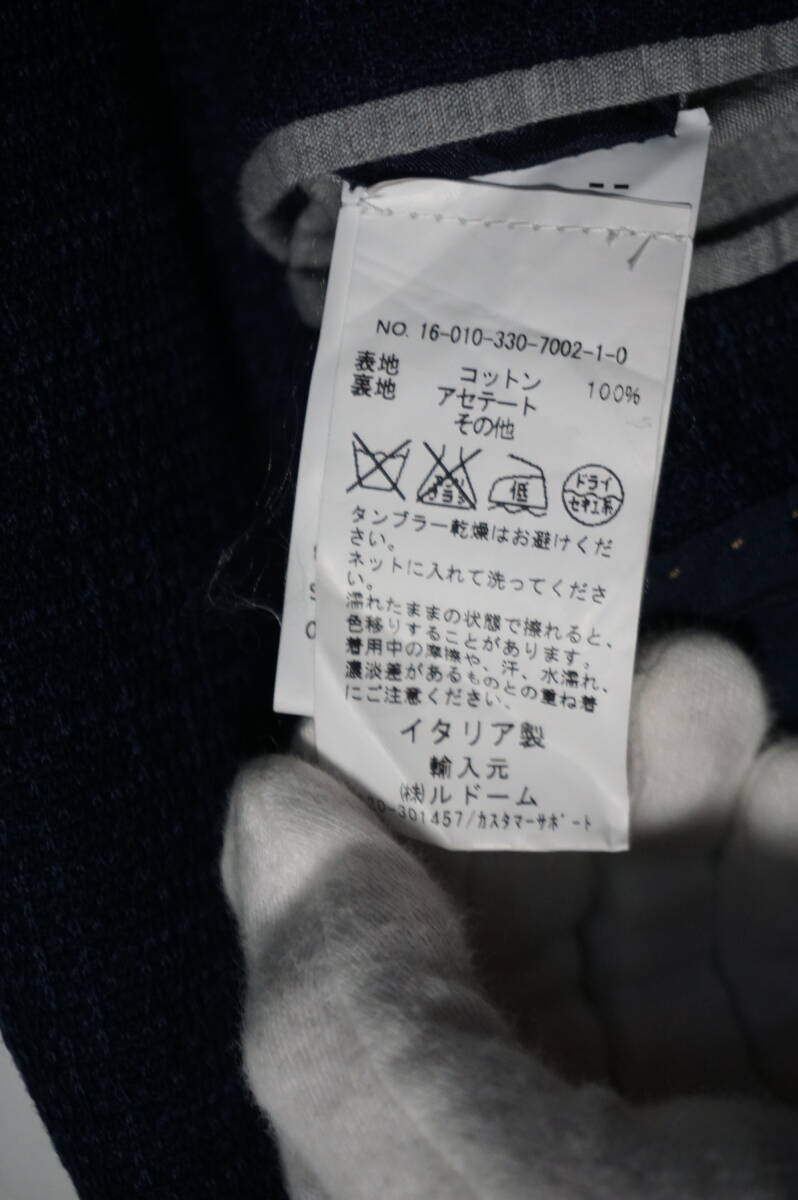 NO. 16-010-330-7002-1-0
表地 コットン 100%
裏地 アセテート
その他
低
ドライ
セキユ系
タンブラー乾燥はお避けくだ
さい。
ネットに入れて洗ってくださ
い。
濡れたままの状態で擦れると、
色移りすることがあります。
着用中の摩擦や、汗、水濡れ、
濃淡差があるものとの重ね着
にご注意ください。
イタリア製
輸入元
㈱ルドーム
20-301457/カスタマーサポート